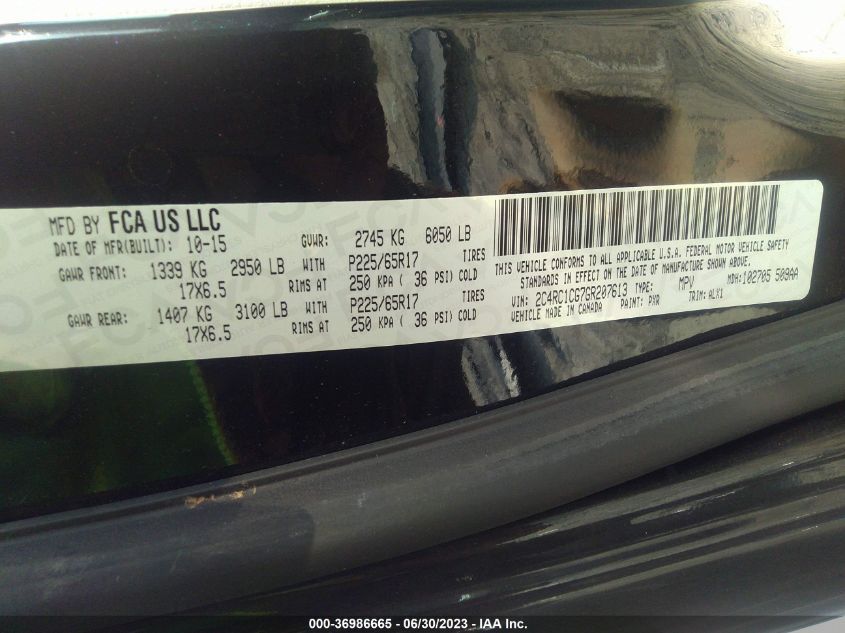 MFD BY FCA US LLC
DATE OF MFR(BUILT): 10-15 GVWR: 2745 KG 6050 LB
GAWR FRONT: 1339 KG 2950 LB WITH P225/65R17 TIRES
17X6.5 RIMS AT 250 KPA ( 36 PSI) COLD
GAWR REAR: 1407 KG 3100 LB WITH P225/65R17 TIRES
17X6.5 RIMS AT 250 KPA ( 36 PSI) COLD
THIS VEHICLE CONFORMS TO ALL APPLICABLE U.S.A. FEDERAL MOTOR VEHICLE SAFETY
STANDARDS IN EFFECT ON THE DATE OF MANUFACTURE SHOWN ABOVE.
VIN: 2C4RC1CG7GR207613 TYPE: MPV MDH:102705 509AA
VEHICLE MADE IN CANADA PAINT: PXR TRIM: ALX1
000-36986665 - 06/30/2023 - IAA Inc.